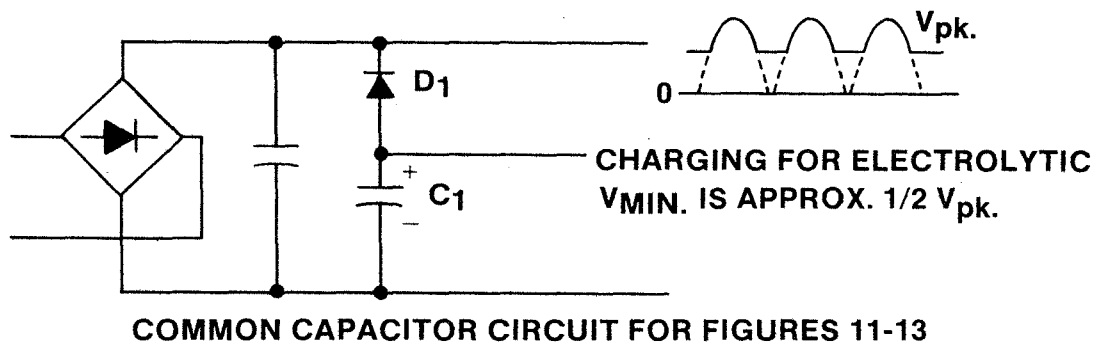 Vpk.
0
D1
+
C1
−
CHARGING FOR ELECTROLYTIC
VMIN. IS APPROX. 1/2 Vpk.
COMMON CAPACITOR CIRCUIT FOR FIGURES 11-13